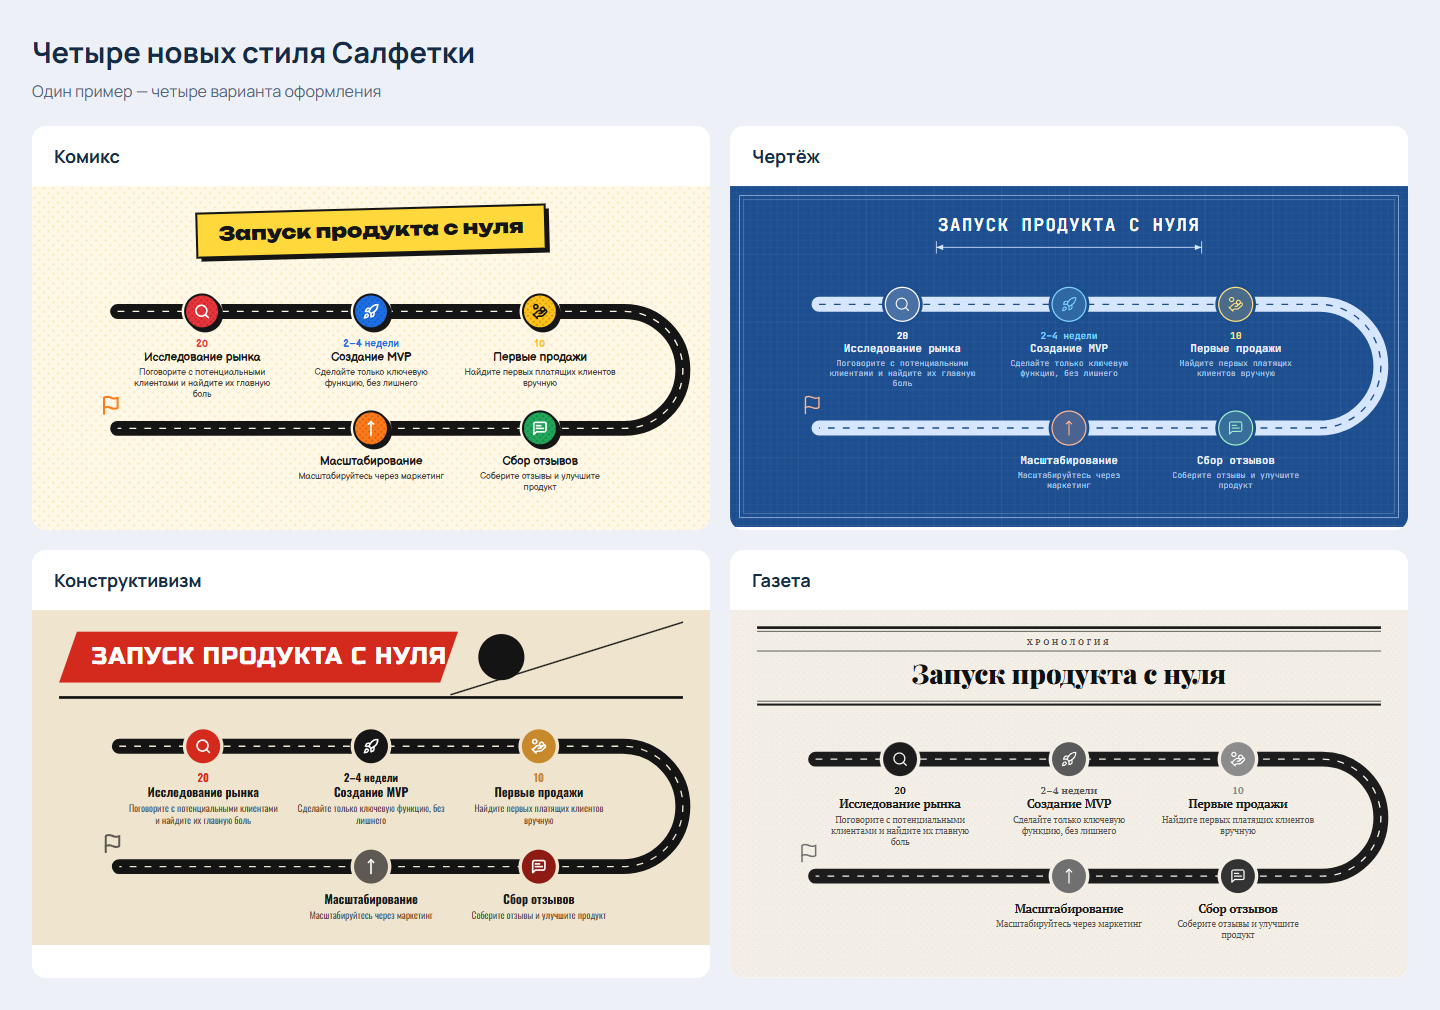 Четыре новых стиля Салфетки
Один пример — четыре варианта оформления
Комикс
Запуск продукта с нуля
20
Исследование рынка
Поговорите с потенциальными
клиентами и найдите их главную
боль
2–4 недели
Создание MVP
Сделайте только ключевую
функцию, без лишнего
10
Первые продажи
Найдите первых платящих клиентов
вручную
Масштабирование
Масштабируйтесь через маркетинг
Сбор отзывов
Соберите отзывы и улучшите
продукт
Чертёж
ЗАПУСК ПРОДУКТА С НУЛЯ
20
Исследование рынка
Поговорите с потенциальными
клиентами и найдите их главную
боль
2–4 недели
Создание MVP
Сделайте только ключевую
функцию, без лишнего
10
Первые продажи
Найдите первых платящих
клиентов вручную
Масштабирование
Масштабируйтесь через
маркетинг
Сбор отзывов
Соберите отзывы и улучшите
продукт
Конструктивизм
ЗАПУСК ПРОДУКТА С НУЛЯ
20
Исследование рынка
Поговорите с потенциальными клиентами
и найдите их главную боль
2–4 недели
Создание MVP
Сделайте только ключевую функцию, без
лишнего
10
Первые продажи
Найдите первых платящих клиентов
вручную
Масштабирование
Масштабируйтесь через маркетинг
Сбор отзывов
Соберите отзывы и улучшите продукт
Газета
ХРОНОЛОГИЯ
Запуск продукта с нуля
20
Исследование рынка
Поговорите с потенциальными
клиентами и найдите их главную
боль
2–4 недели
Создание MVP
Сделайте только ключевую
функцию, без лишнего
10
Первые продажи
Найдите первых платящих клиентов
вручную
Масштабирование
Масштабируйтесь через маркетинг
Сбор отзывов
Соберите отзывы и улучшите
продукт